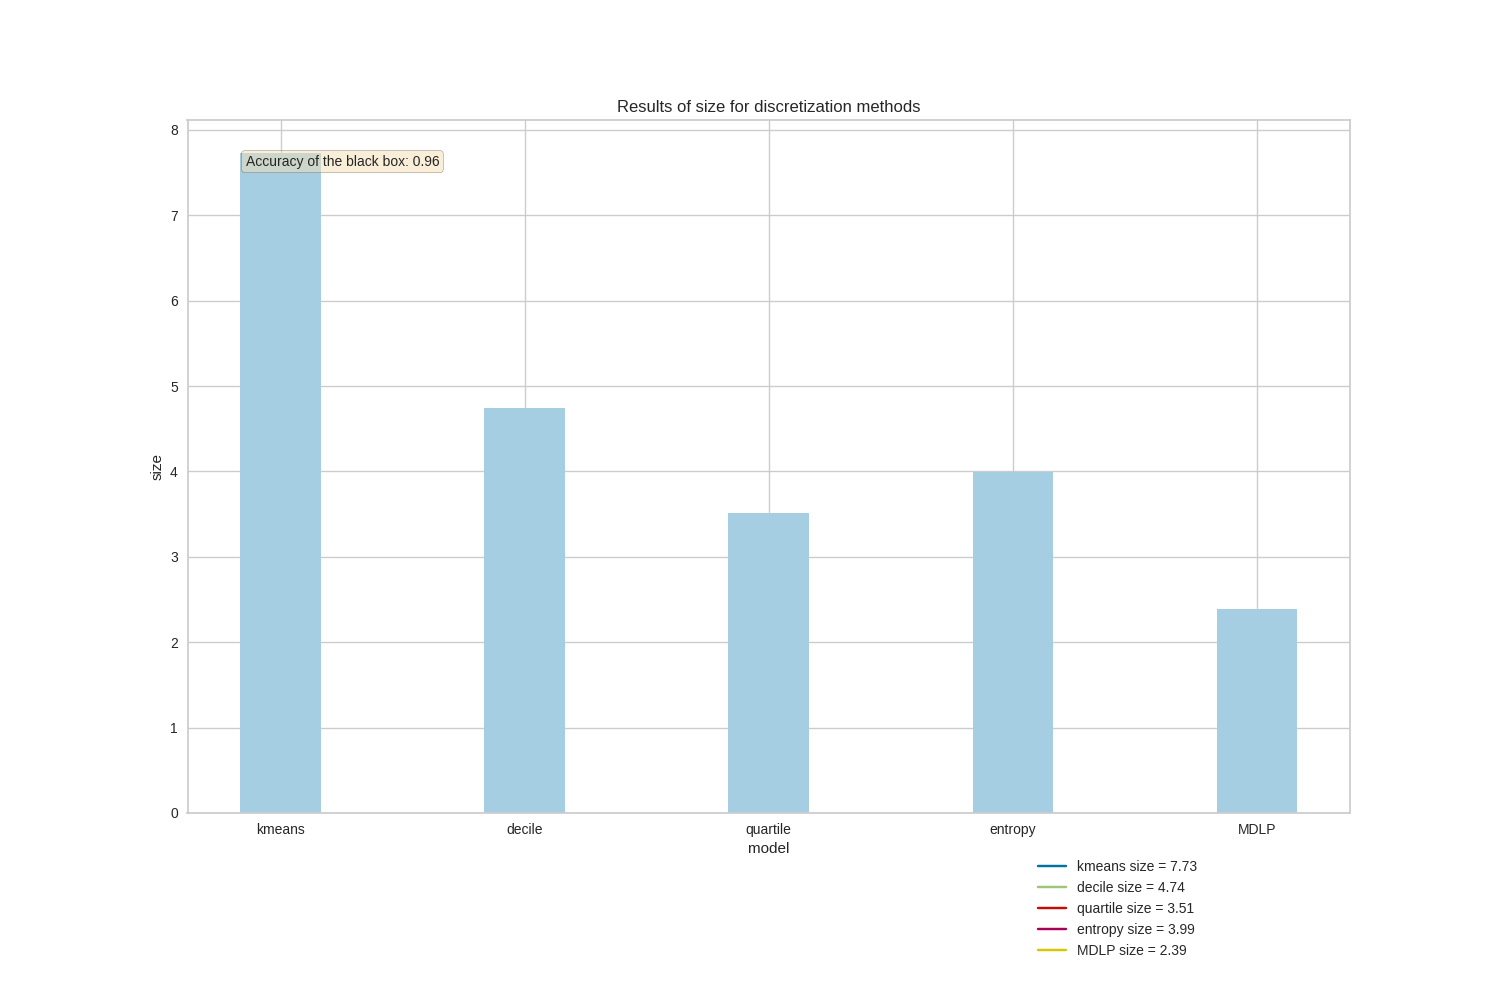 Results of size for discretization methods
8
Accuracy of the black box: 0.96
7
6
5
size
4
3
2
1
0
kmeans decile quartile entropy MDLP
model
kmeans size = 7.73
decile size = 4.74
quartile size = 3.51
entropy size = 3.99
MDLP size = 2.39